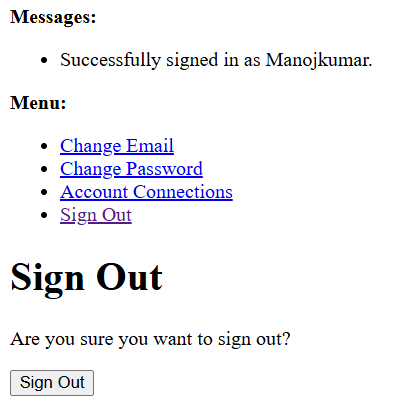 Messages:
Successfully signed in as Manojkumar.
Menu:
Change Email
Change Password
Account Connections
Sign Out
Sign Out
Are you sure you want to sign out?
Sign Out